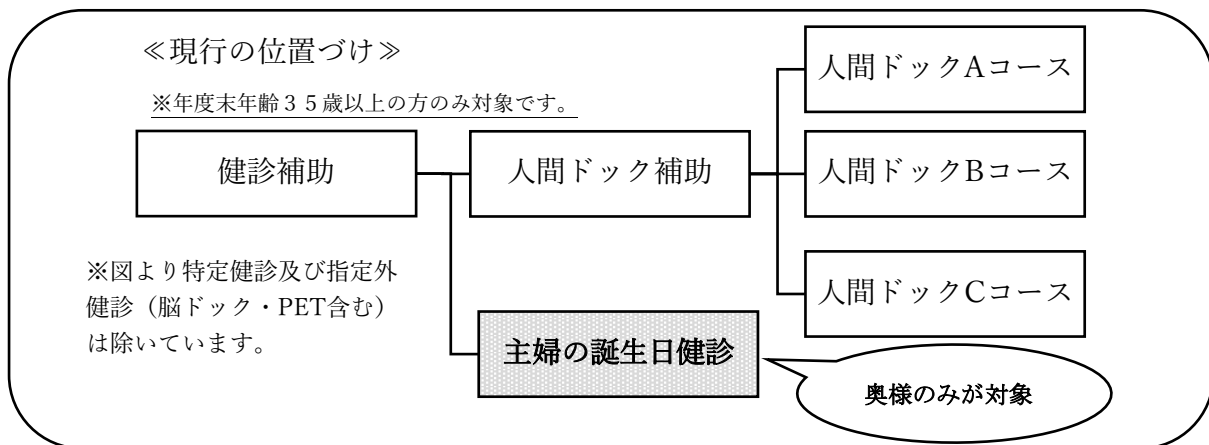 ≪現行の位置づけ≫
※年度末年齢３５歳以上の方のみ対象です。
健診補助
人間ドック補助
人間ドックAコース
人間ドックBコース
人間ドックCコース
※図より特定健診及び指定外
健診（脳ドック・PET含む）
は除いています。
主婦の誕生日健診
奥様のみが対象